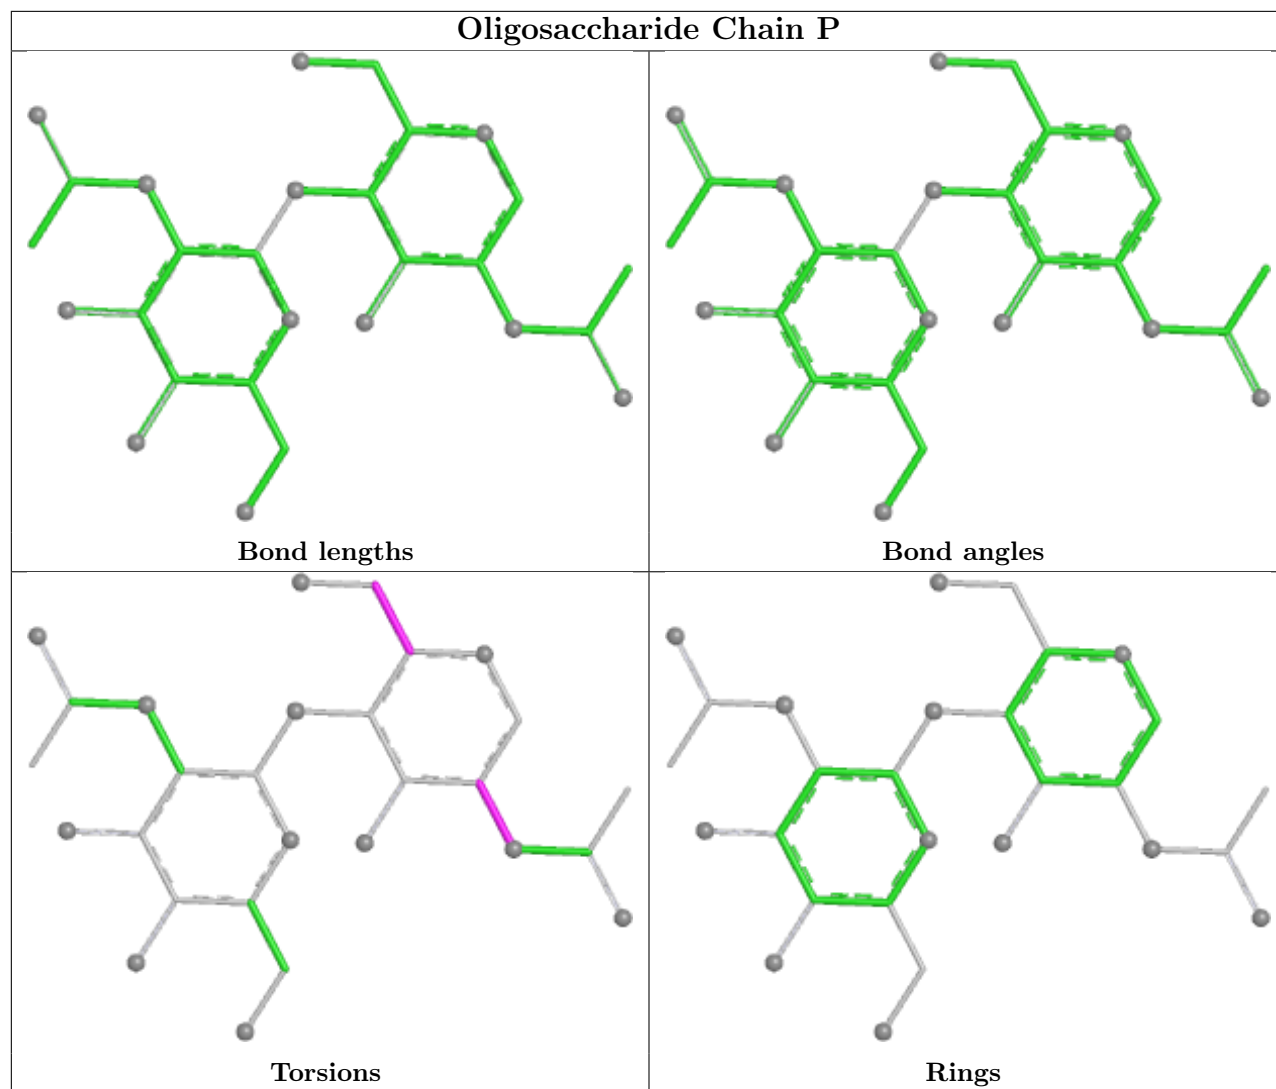 Oligosaccharide Chain P
Bond lengths
Bond angles
Torsions
Rings